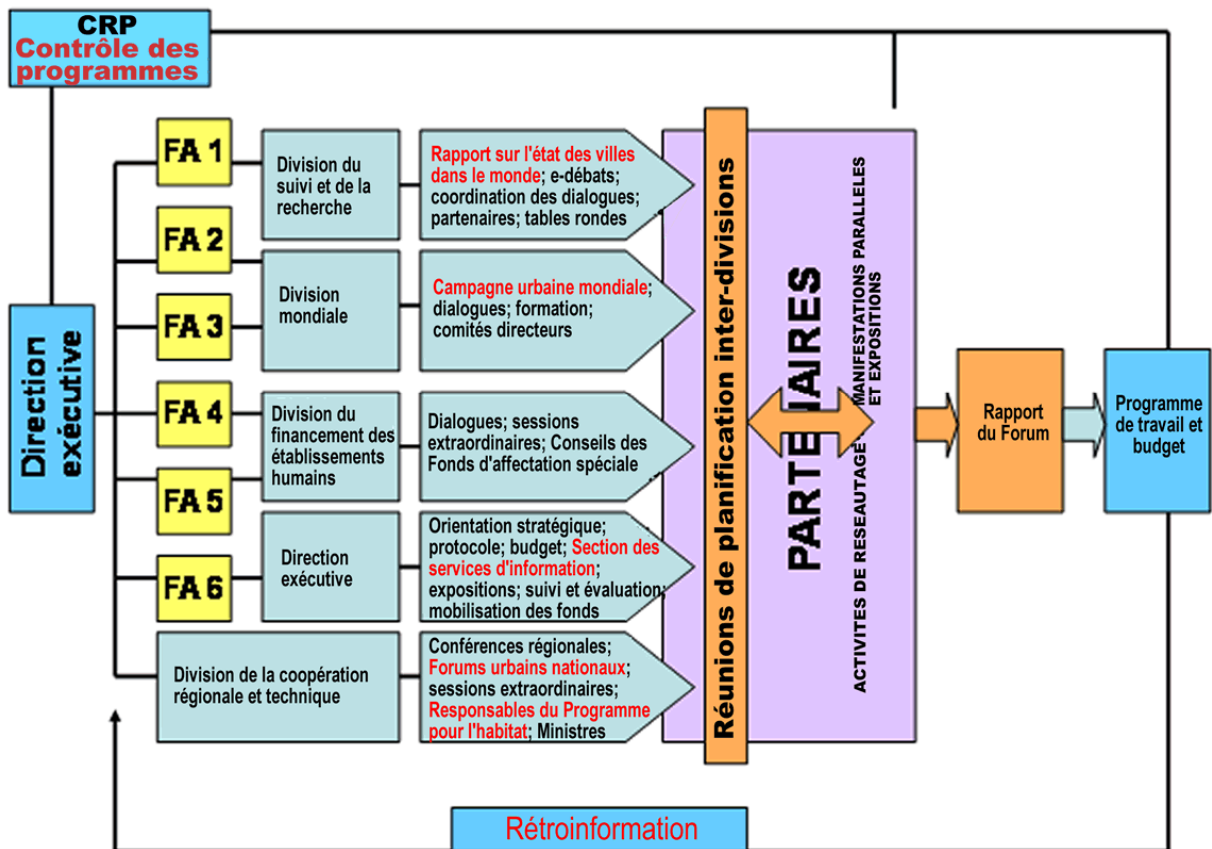 CRP
Contrôle des
programmes
Direction
exécutive
FA 1
FA 2
FA 3
FA 4
FA 5
FA 6
Division du
suivi et de la
recherche
Rapport sur l'état des villes
dans le monde; e-débats;
coordination des dialogues;
partenaires; tables rondes
Division
mondiale
Campagne urbaine mondiale;
dialogues; formation;
comités directeurs
Division du
financement des
établissements
humains
Dialogues; sessions
extraordinaires; Conseils des
Fonds d'affectation spéciale
Direction
exécutive
Orientation stratégique;
protocole; budget; Section des
services d'information;
expositions; suivi et évaluation;
mobilisation des fonds
Division de la coopération
régionale et technique
Conférences régionales;
Forums urbains nationaux;
sessions extraordinaires;
Responsables du Programme
pour l'habitat; Ministres
Réunions de planification inter-divisions
PARTENAIRES
ACTIVITES DE RESEAUTAGE MANIFESTATIONS PARALLELES
ET EXPOSITIONS
Rapport
du Forum
Programme
de travail et
budget
Rétroinformation